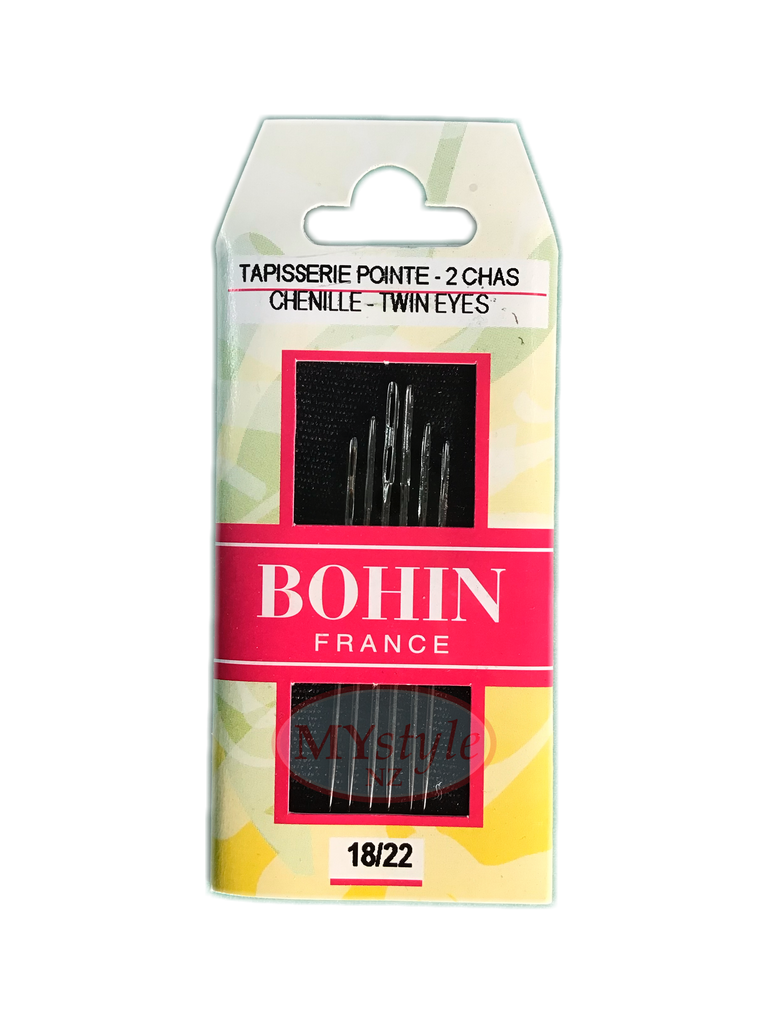 TAPISSERIE POINTE - 2 CHAS
CHENILLE - TWIN EYES
BOHIN
FRANCE
MYstyle
NZ
18/22